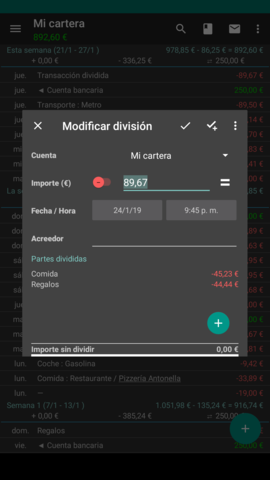 Mi cartera
892,60 €
Esta semana (21/1 - 27/1 )
978,85 € - 86,25 € = 892,60 €
+ 0,00 €
- 336,25 €
⇄ 250,00 €
jue. Transacción dividida -89,67 €
jue. ◄ Cuenta bancaria 250,00 €
jue. Transporte : Metro -89,50 €
Modificar división
Cuenta Mi cartera
Importe (€) 89,67
Fecha / Hora 24/1/19 9:45 p. m.
Acreedor
Partes divididas
Comida -45,23 €
Regalos -44,44 €
Importe sin dividir 0,00 €
lun. Coche : Gasolina -9,42 €
lun. Comida : Restaurante / Pizzería Antonella -33,89 €
lun. – -19,00 €
Semana 1 (7/1 - 13/1 )
1.051,98 € - 135,24 € = 916,74 €
+ 0,00 €
- 385,24 €
⇄ 250,00 €
dom. Regalos
vie. ◄ Cuenta bancaria